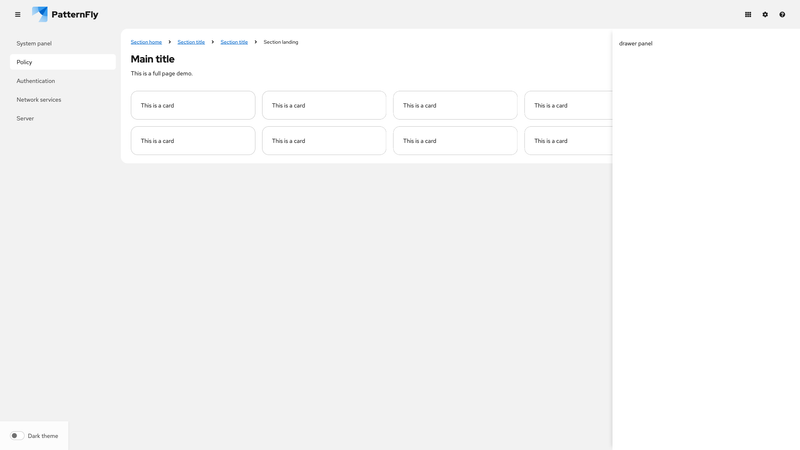 PatternFly
System panel
Policy
Authentication
Network services
Server
Section home Section title Section title Section landing
Main title
This is a full page demo.
This is a card This is a card This is a card This is a card
This is a card This is a card This is a card This is a card
drawer panel
Dark theme